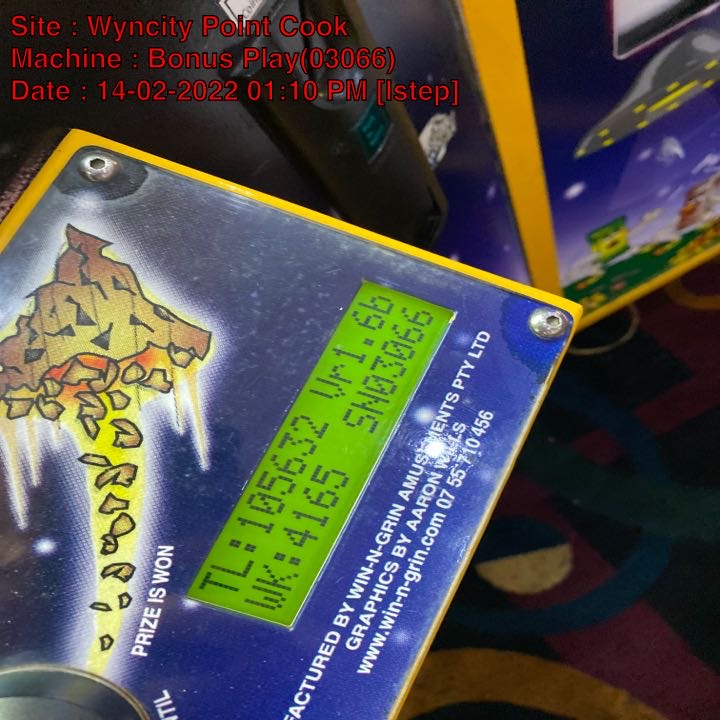 Site : Wyncity Point Cook
Machine : Bonus Play(03066)
Date : 14-02-2022 01:10 PM [Istep]
TL:105632 Vr1.6b
WK:4165 SN03066
PRIZE IS WON
FACTURED BY WIN-N-GRIN AMUSEMENTS PTY LTD
GRAPHICS BY AARON
www.win-n-grin.com 07 55 710 456